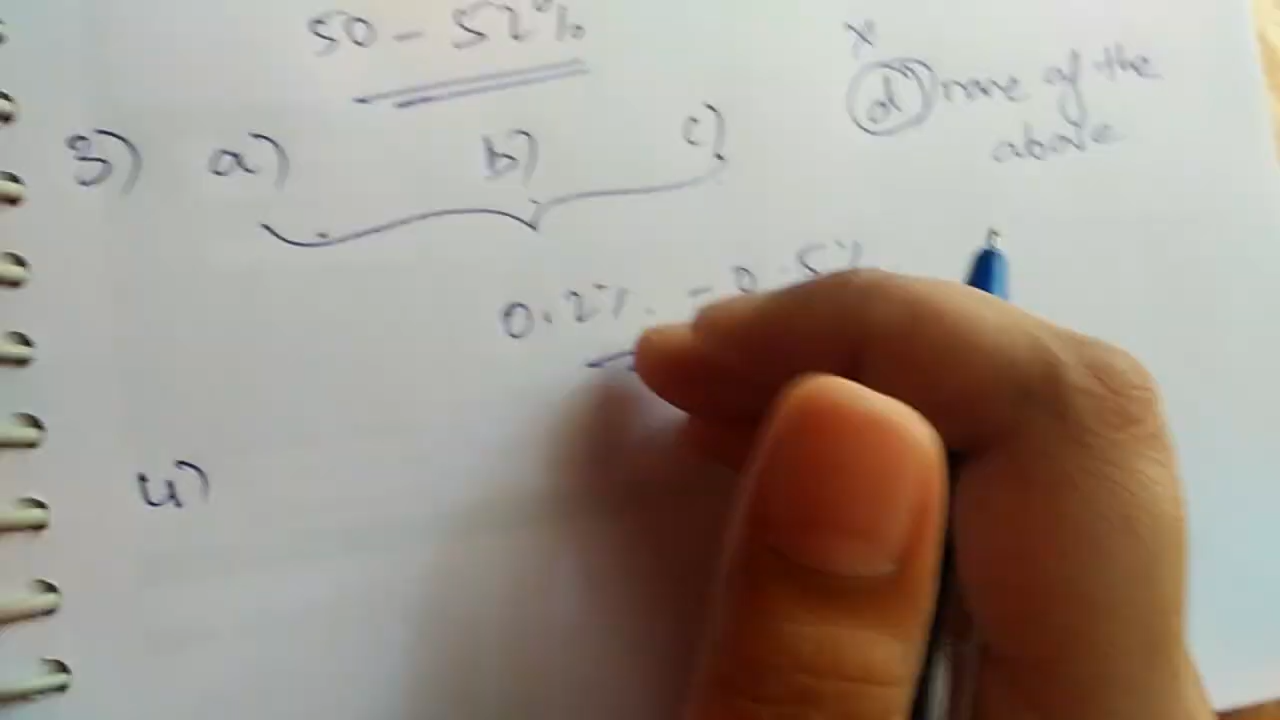 50 - 52%
x
3) a) b) c) d) none of the
above
0.2% - 0.5%
4)